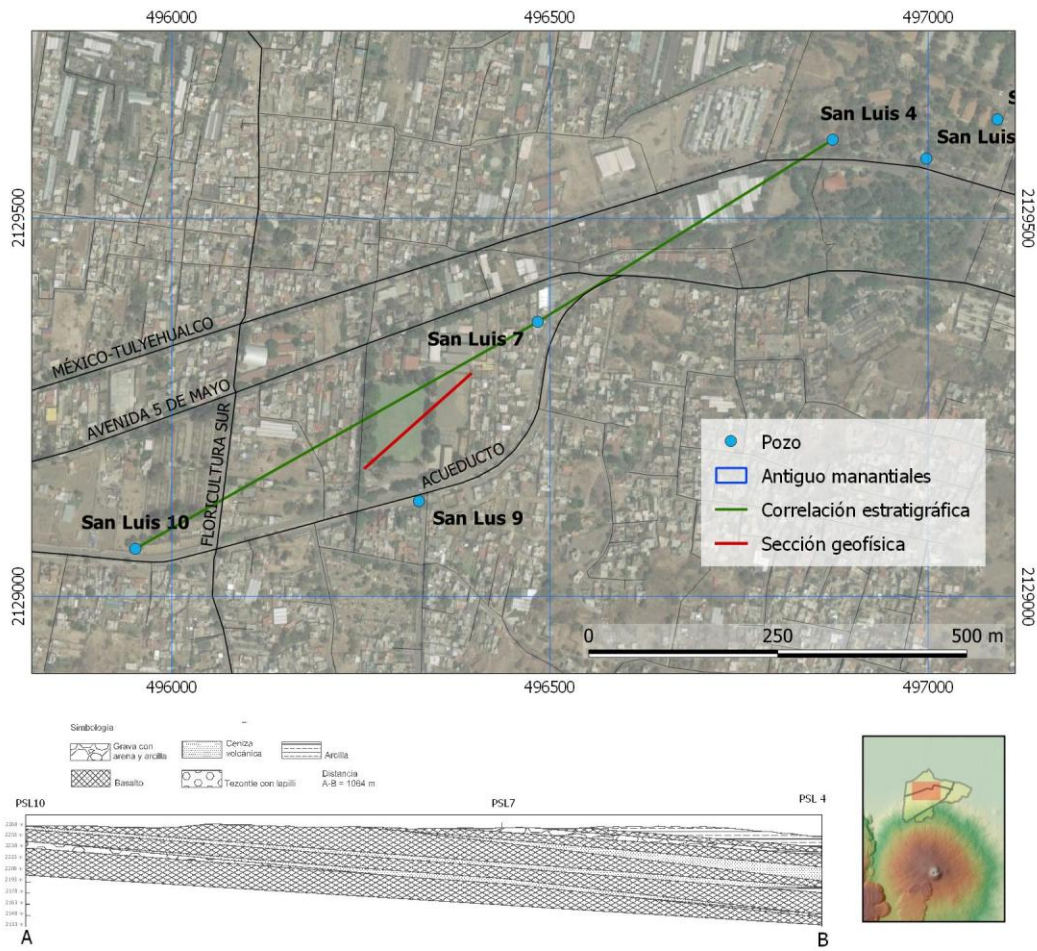 496000 496500 497000
San Luis 4
San Luis
2129500 2129500
San Luis 7
MÉXICO-TULYEHUALCO
AVENIDA 5 DE MAYO
FLORICULTURA SUR
ACUEDUCTO
San Lus 9
San Luis 10
Pozo
Antiguo manantiales
Correlación estratigráfica
Sección geofísica
2129000 2129000
0 250 500 m
496000 496500 497000
Simbología
Grava con
arena y arcilla
Ceniza
volcánica
Arcilla
Basalto
Tezontle con lapilli
Distancia
A-B = 1064 m
PSL10 PSL7 PSL 4
A B